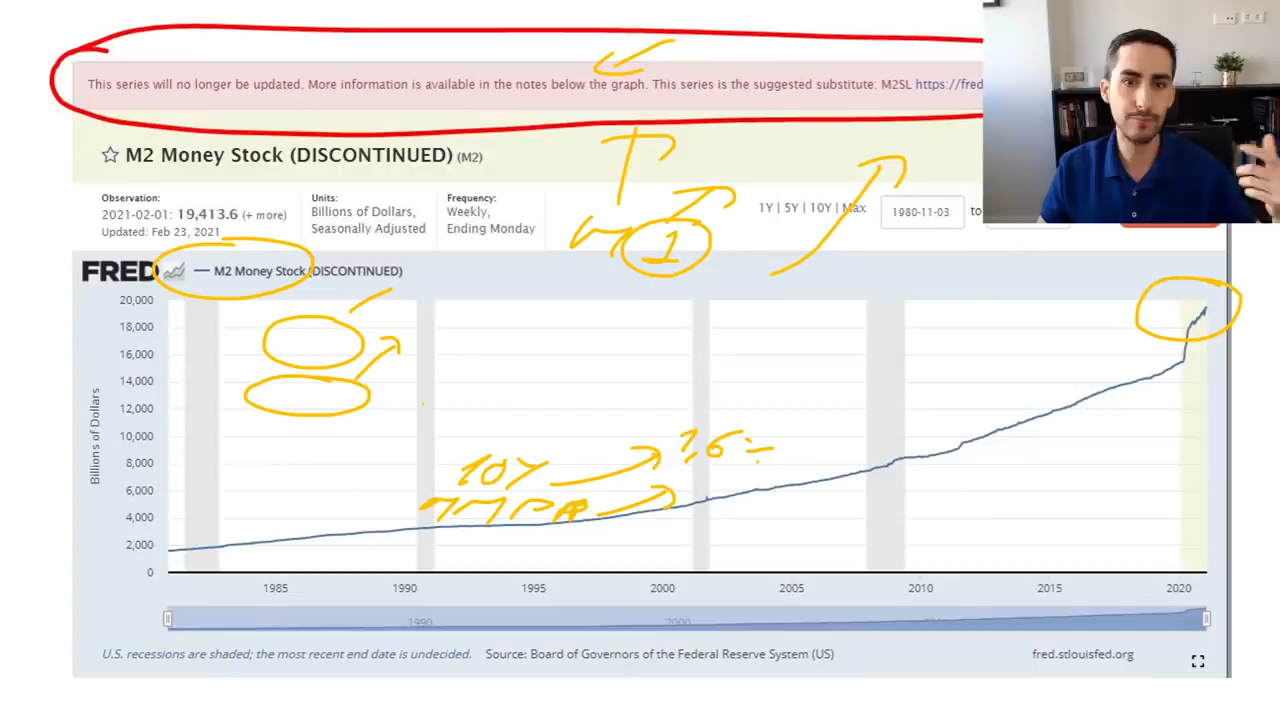 This series will no longer be updated. More information is available in the notes below the graph. This series is the suggested substitute: M2SL https://fred
M2 Money Stock (DISCONTINUED) (M2)
Observation:
2021-02-01: 19,413.6 (+ more)
Updated: Feb 23, 2021
Units:
Billions of Dollars,
Seasonally Adjusted
Frequency:
Weekly,
Ending Monday
1Y | 5Y | 10Y | Max
1980-11-03 to
1
FRED
M2 Money Stock (DISCONTINUED)
20,000
18,000
16,000
14,000
12,000
10,000
8,000
6,000
4,000
2,000
0
Billions of Dollars
10Y
1985 1990 1995 2000 2005 2010 2015 2020
1990 2000
U.S. recessions are shaded; the most recent end date is undecided.
Source: Board of Governors of the Federal Reserve System (US)
fred.stlouisfed.org